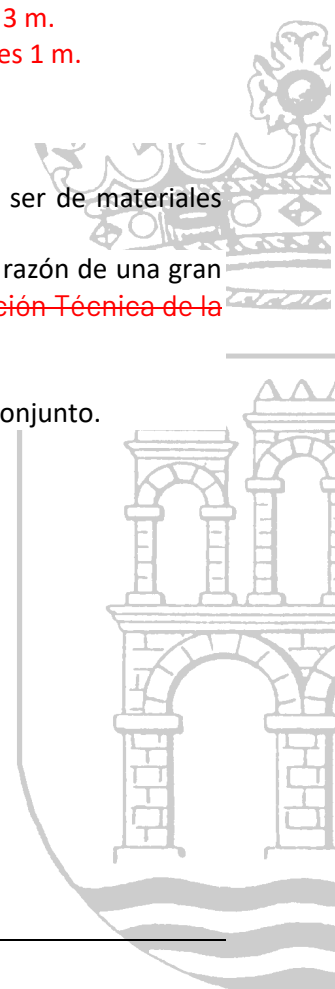 3 m.
es 1 m.
ser de materiales
razón de una gran
ción Técnica de la
onjunto.